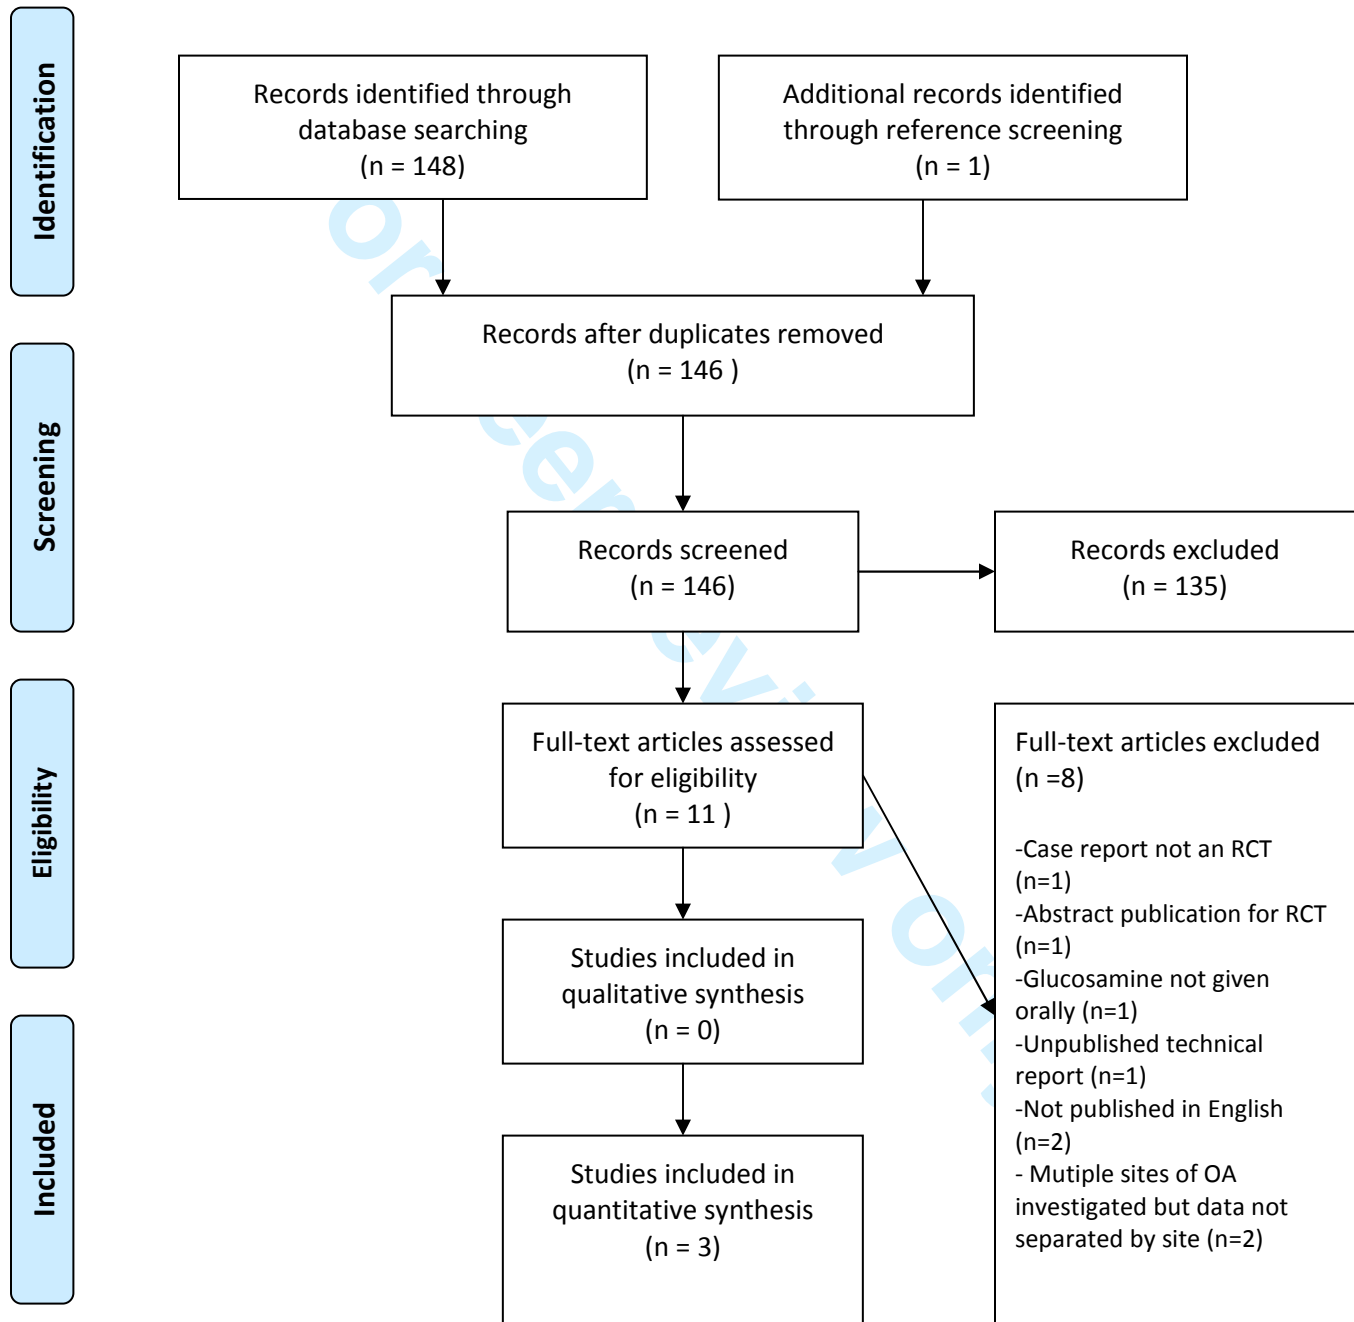 Identification
Records identified through
database searching
(n = 148)
Additional records identified
through reference screening
(n = 1)
Records after duplicates removed
(n = 146 )
Screening
Records screened
(n = 146)
Records excluded
(n = 135)
Eligibility
Full-text articles assessed
for eligibility
(n = 11 )
Full-text articles excluded
(n =8)
-Case report not an RCT
(n=1)
-Abstract publication for RCT
(n=1)
-Glucosamine not given
orally (n=1)
-Unpublished technical
report (n=1)
-Not published in English
(n=2)
- Mutiple sites of OA
investigated but data not
separated by site (n=2)
Studies included in
qualitative synthesis
(n = 0)
Included
Studies included in
quantitative synthesis
(n = 3)